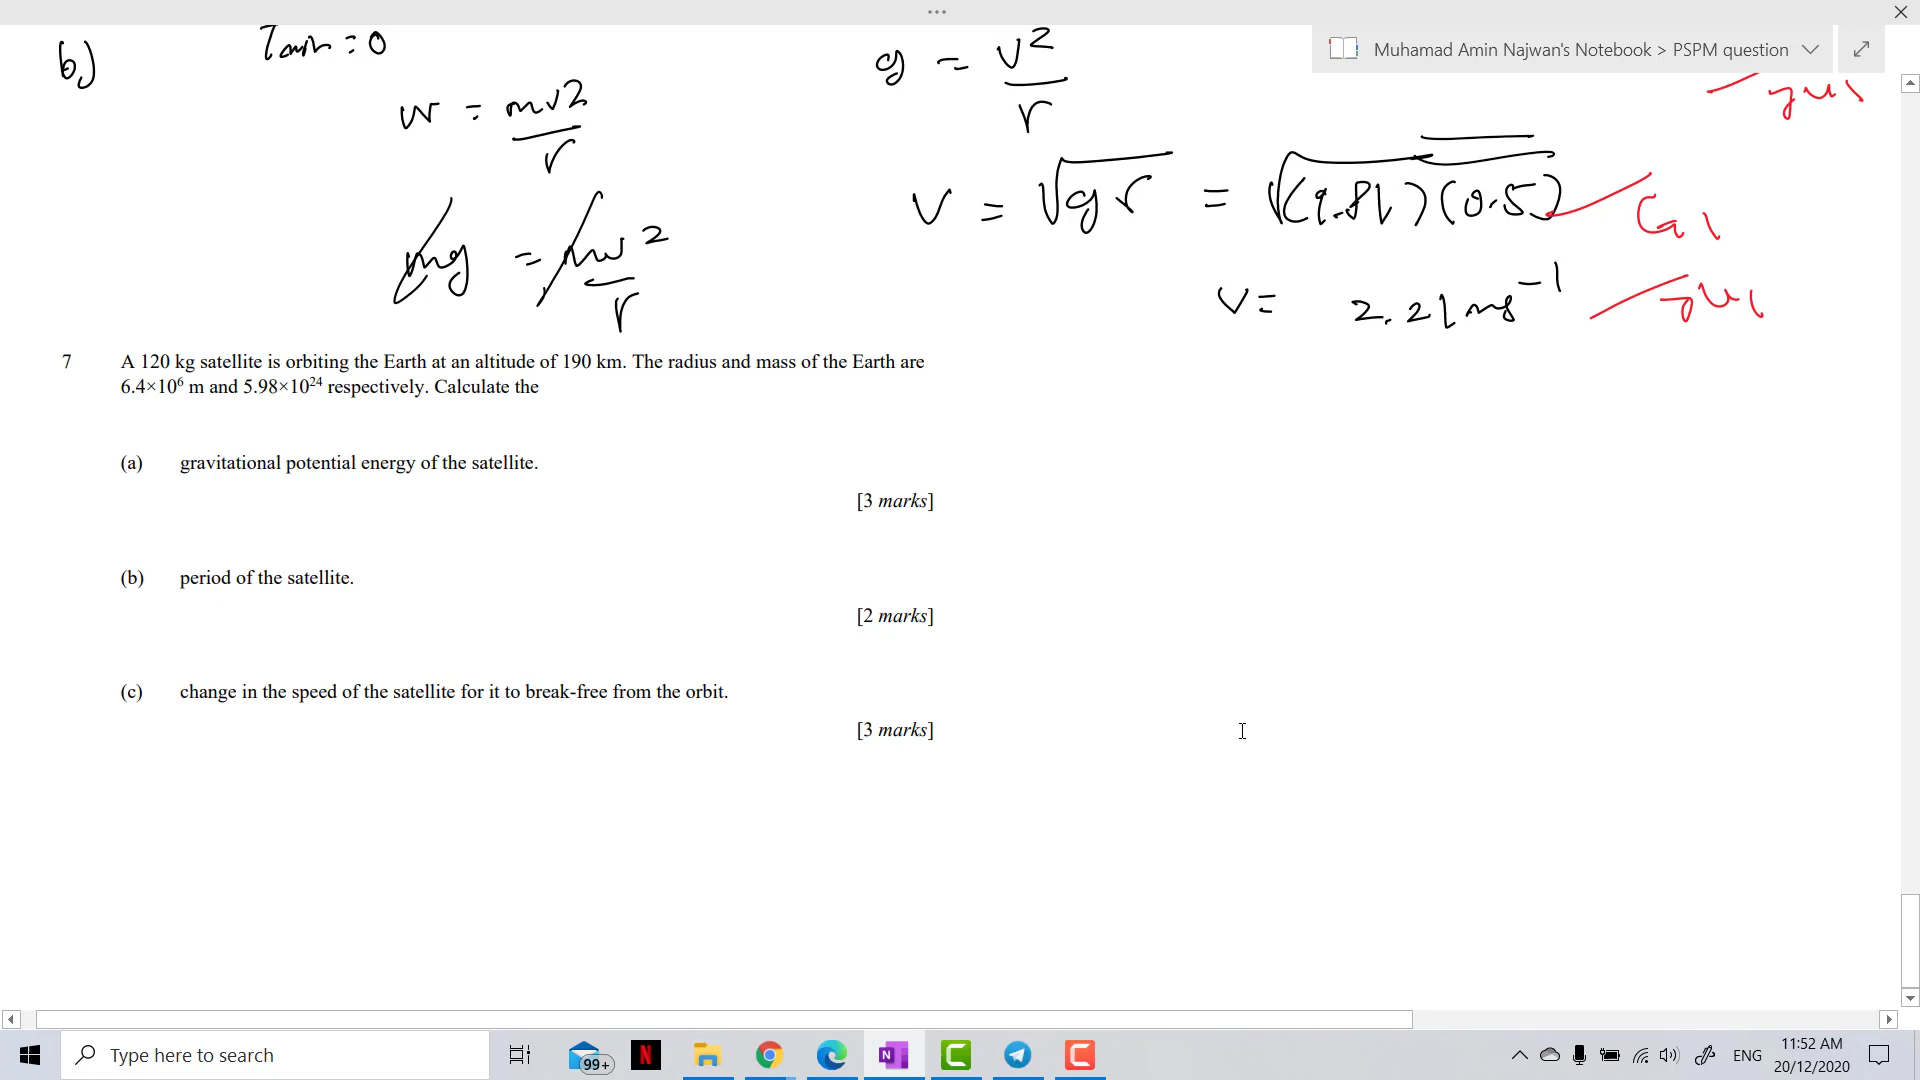 Muhamad Amin Najwan's Notebook > PSPM question
b)
Tmin = 0
w = mv2
r
mg = mv2
r
g = v2
r
v = √gr = √(9.81)(0.5)
v = 2.21 ms-1
7 A 120 kg satellite is orbiting the Earth at an altitude of 190 km. The radius and mass of the Earth are
6.4×10⁶ m and 5.98×10²⁴ respectively. Calculate the
(a) gravitational potential energy of the satellite.
[3 marks]
(b) period of the satellite.
[2 marks]
(c) change in the speed of the satellite for it to break-free from the orbit.
[3 marks]
Type here to search
99+
N
N
C
C
ENG
11:52 AM
20/12/2020